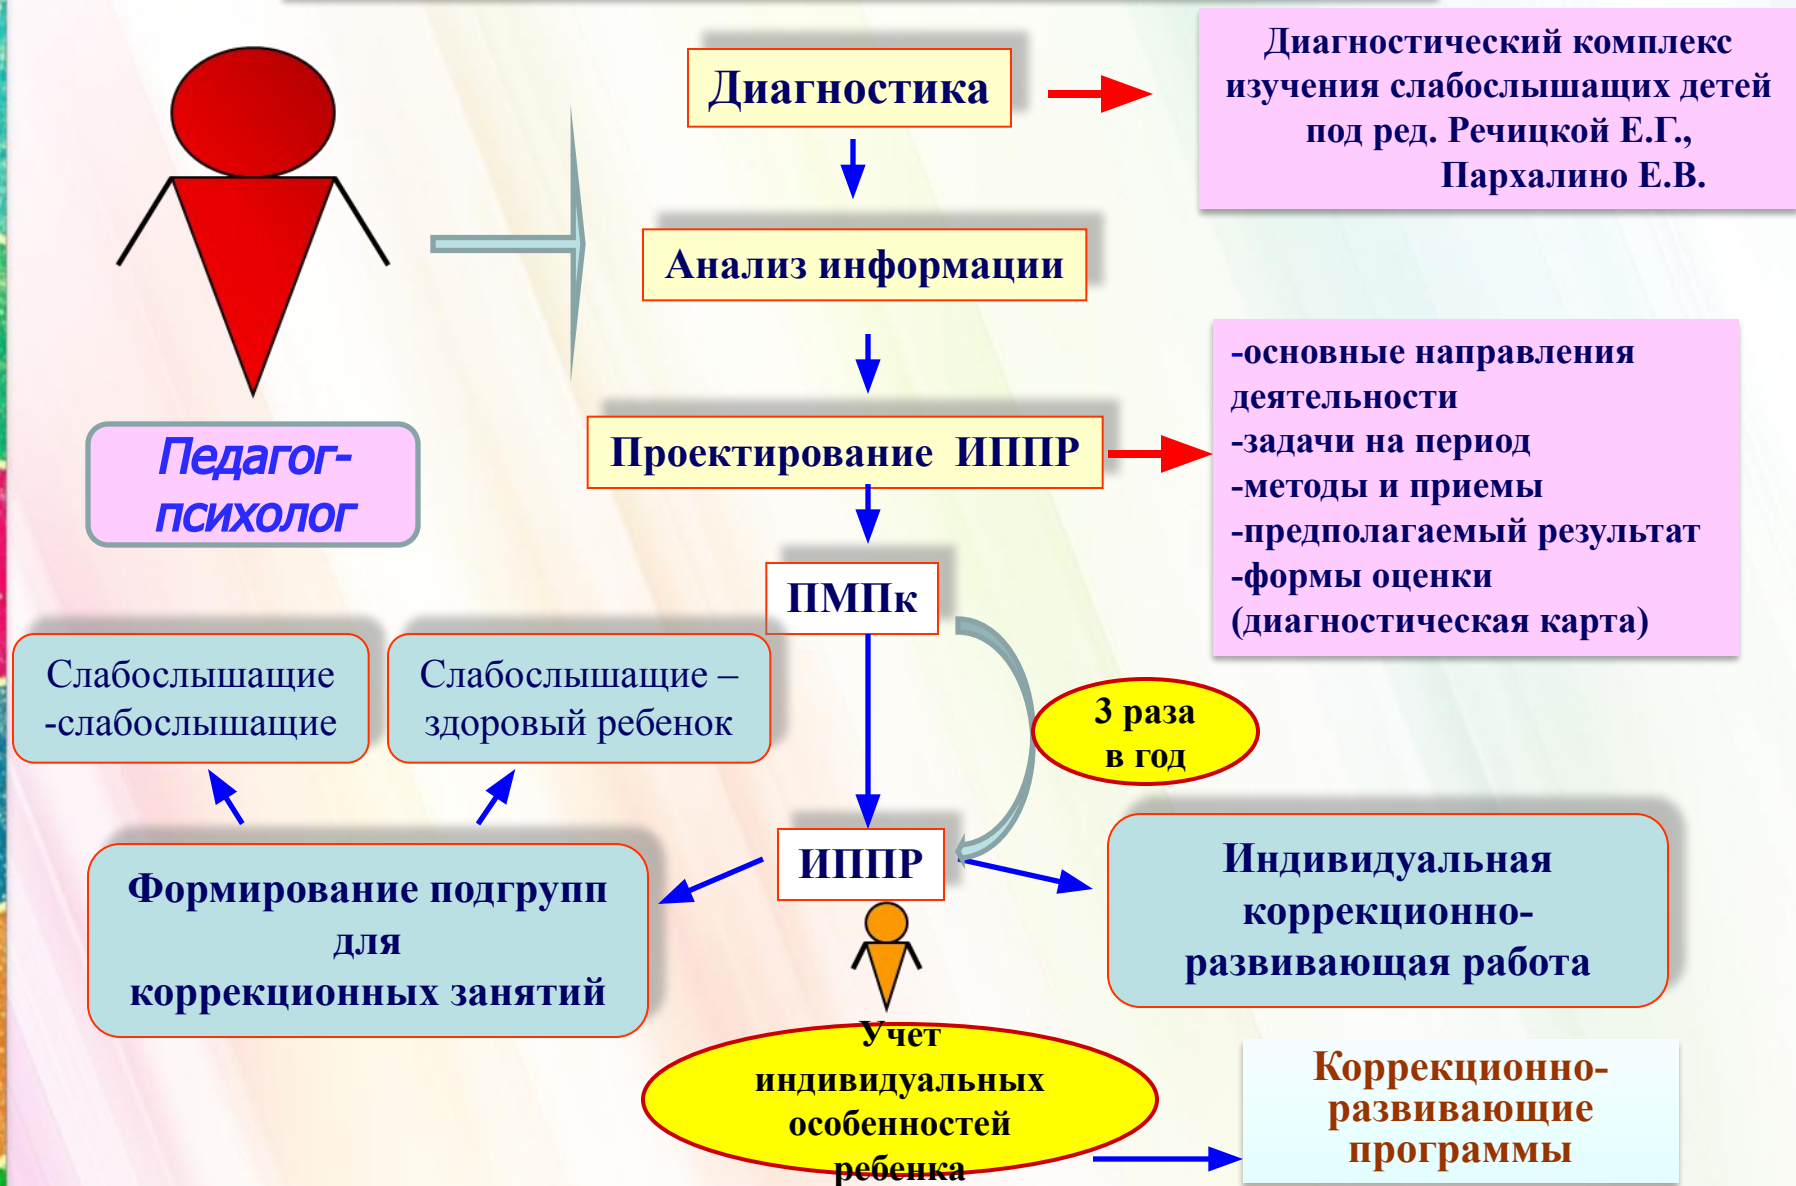 Диагностика
Диагностический комплекс
изучения слабослышащих детей
под ред. Речицкой Е.Г.,
Пархалино Е.В.
Анализ информации
Проектирование ИППР
-основные направления
деятельности
-задачи на период
-методы и приемы
-предполагаемый результат
-формы оценки
(диагностическая карта)
Педагог-
психолог
ПМПк
Слабослышащие
-слабослышащие
Слабослышащие –
здоровый ребенок
3 раза
в год
ИППР
Формирование подгрупп
для
коррекционных занятий
Индивидуальная
коррекционно-
развивающая работа
Учет
индивидуальных
особенностей
ребенка
Коррекционно-
развивающие
программы